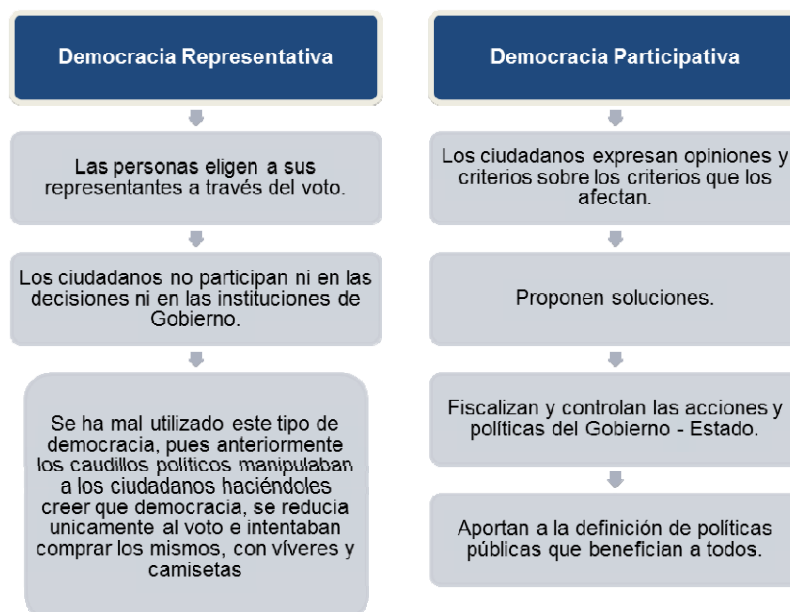 Democracia Representativa
Las personas eligen a sus
representantes a través del voto.
Los ciudadanos no participan ni en las
decisiones ni en las instituciones de
Gobierno.
Se ha mal utilizado este tipo de
democracia, pues anteriormente
los caudillos políticos manipulaban
a los ciudadanos haciéndoles
creer que democracia, se reducía
unicamente al voto e intentaban
comprar los mismos, con víveres y
camisetas
Democracia Participativa
Los ciudadanos expresan opiniones y
criterios sobre los criterios que los
afectan.
Proponen soluciones.
Fiscalizan y controlan las acciones y
políticas del Gobierno - Estado.
Aportan a la definición de políticas
públicas que benefician a todos.